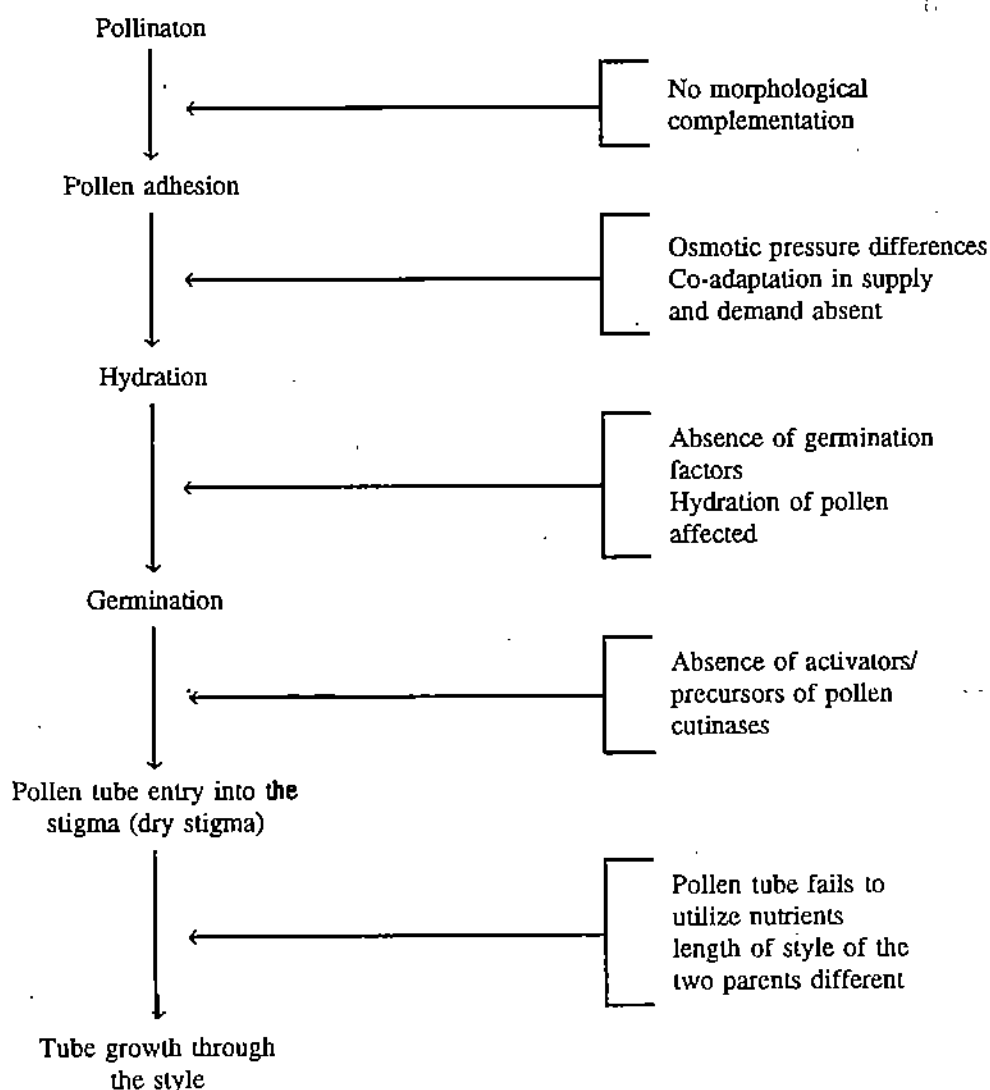 Pollinaton
No morphological
complementation
Pollen adhesion
Osmotic pressure differences
Co-adaptation in supply
and demand absent
Hydration
Absence of germination
factors
Hydration of pollen
affected
Germination
Absence of activators/
precursors of pollen
cutinases
Pollen tube entry into the
stigma (dry stigma)
Pollen tube fails to
utilize nutrients
length of style of the
two parents different
Tube growth through
the style